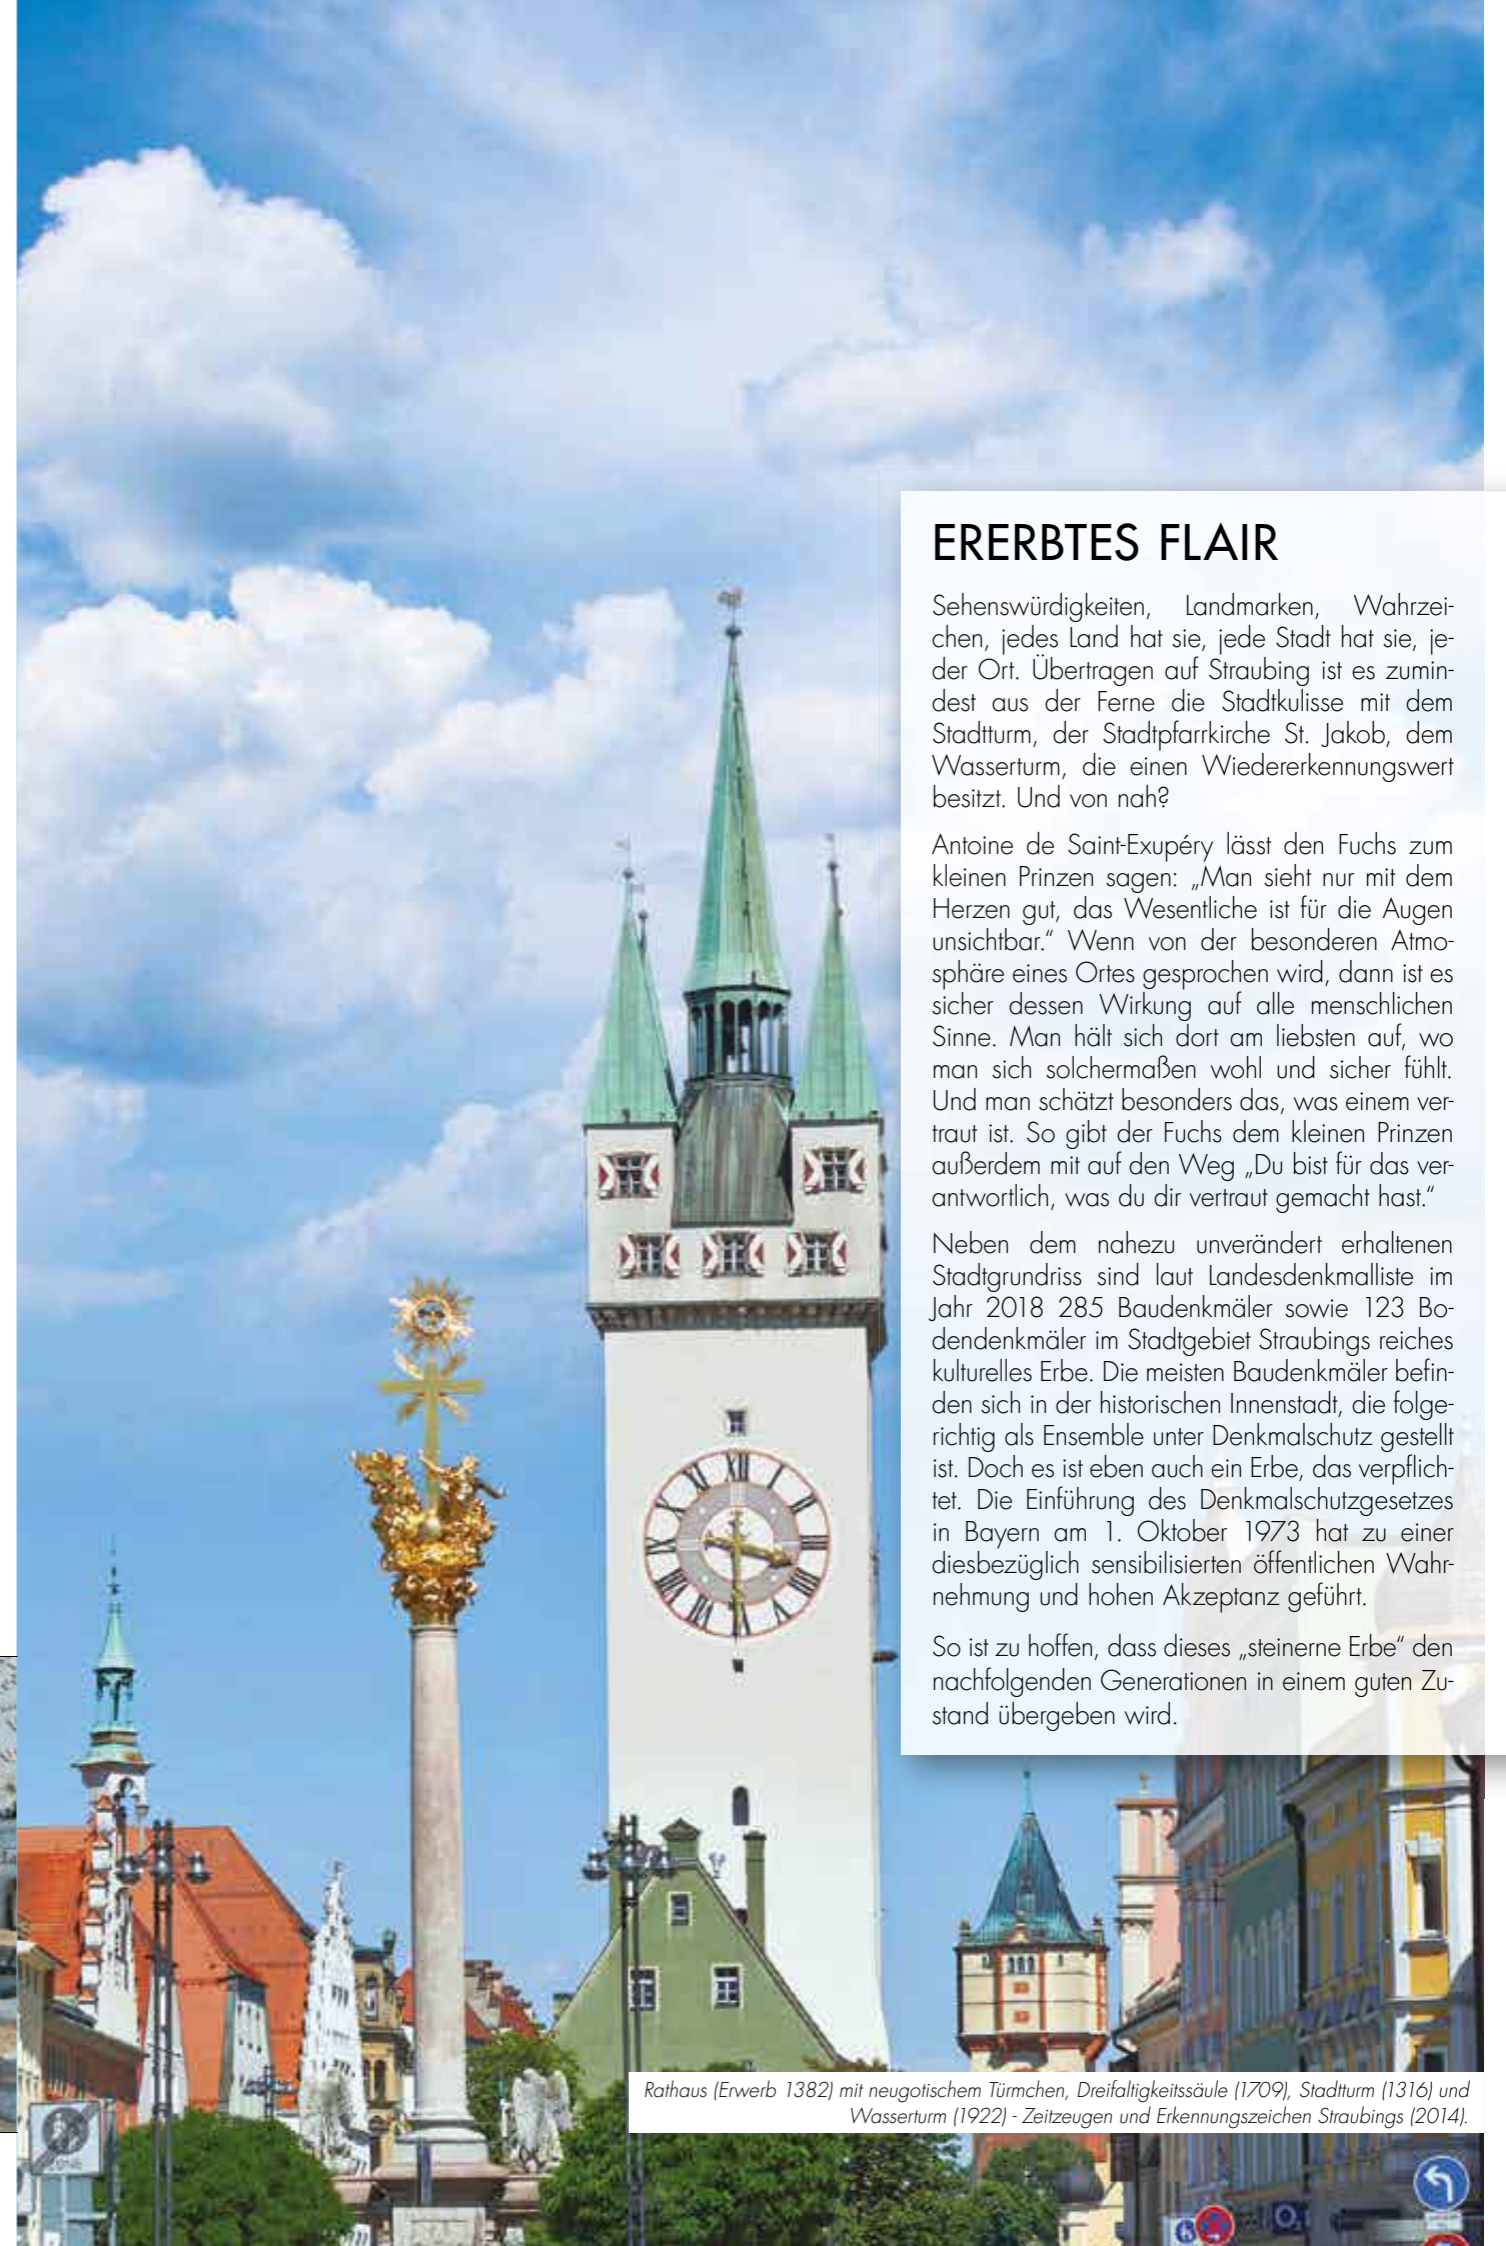 ERERBTES FLAIR
Sehenswürdigkeiten, Landmarken, Wahrzei-
chen, jedes Land hat sie, jede Stadt hat sie, je-
der Ort. Übertragen auf Straubing ist es zumin-
dest aus der Ferne die Stadtkulisse mit dem
Stadtturm, der Stadtpfarrkirche St. Jakob, dem
Wasserturm, die einen Wiedererkennungswert
besitzt. Und von nah?
Antoine de Saint-Exupéry lässt den Fuchs zum
kleinen Prinzen sagen: „Man sieht nur mit dem
Herzen gut, das Wesentliche ist für die Augen
unsichtbar.“ Wenn von der besonderen Atmo-
sphäre eines Ortes gesprochen wird, dann ist es
sicher dessen Wirkung auf alle menschlichen
Sinne. Man hält sich dort am liebsten auf, wo
man sich solchermaßen wohl und sicher fühlt.
Und man schätzt besonders das, was einem ver-
traut ist. So gibt der Fuchs dem kleinen Prinzen
außerdem mit auf den Weg „Du bist für das ver-
antwortlich, was du dir vertraut gemacht hast.“
Neben dem nahezu unverändert erhaltenen
Stadtgrundriss sind laut Landesdenkmalliste im
Jahr 2018 285 Baudenkmäler sowie 123 Bo-
dendenkmäler im Stadtgebiet Straubings reiches
kulturelles Erbe. Die meisten Baudenkmäler befin-
den sich in der historischen Innenstadt, die folge-
richtig als Ensemble unter Denkmalschutz gestellt
ist. Doch es ist eben auch ein Erbe, das verpflich-
tet. Die Einführung des Denkmalschutzgesetzes
in Bayern am 1. Oktober 1973 hat zu einer
diesbezüglich sensibilisierten öffentlichen Wahr-
nehmung und hohen Akzeptanz geführt.
So ist zu hoffen, dass dieses „steinerne Erbe“ den
nachfolgenden Generationen in einem guten Zu-
stand übergeben wird.
XII
Rathaus (Erwerb 1382) mit neugotischem Türmchen, Dreifaltigkeitssäule (1709), Stadtturm (1316) und
Wasserturm (1922) - Zeitzeugen und Erkennungszeichen Straubings (2014).